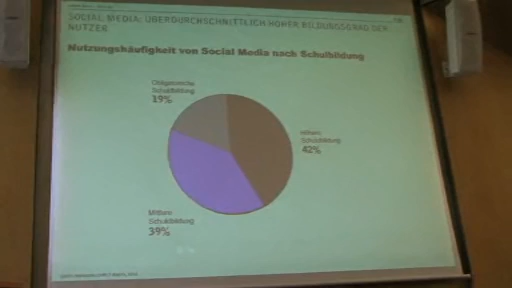 SOCIAL MEDIA: ÜBERDURCHSCHNITTLICH HOHER BILDUNGSGRAD DER
NUTZER
Nutzungshäufigkeit von Social Media nach Schulbildung
Obligatorische
Schulbildung
19%
Höhere
Schulbildung
42%
Mittlere
Schulbildung
39%